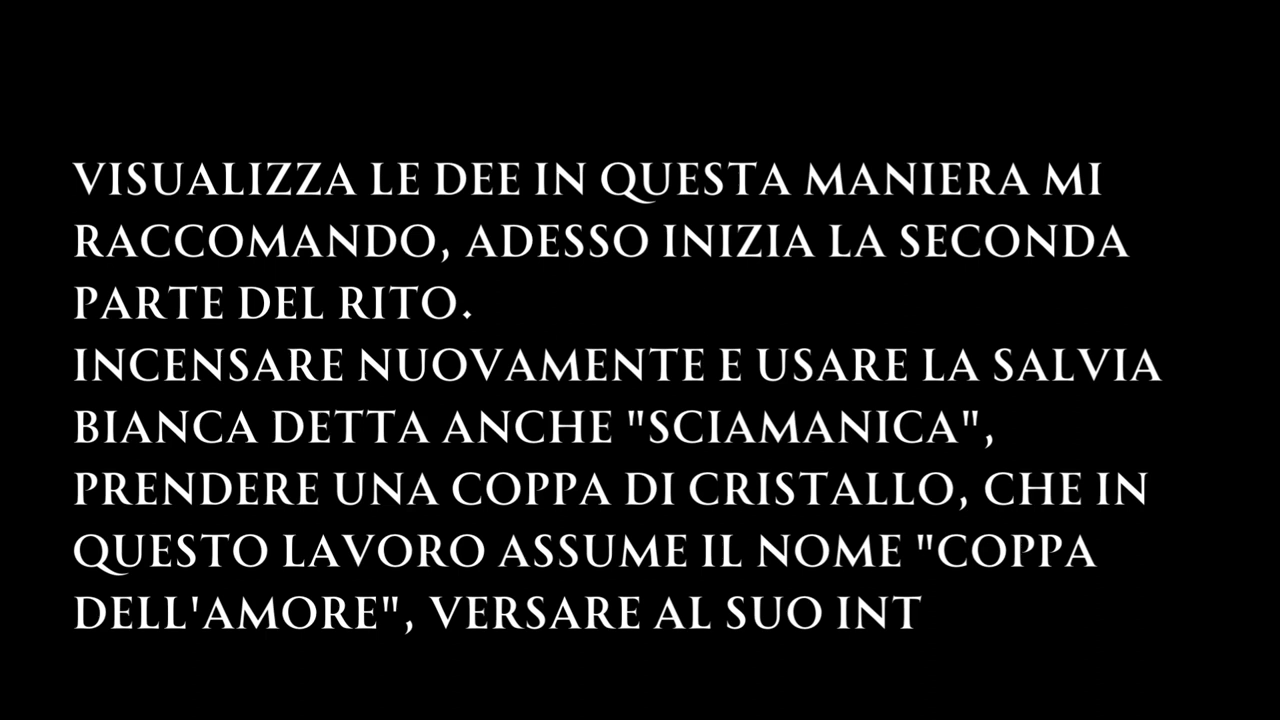 VISUALIZZA LE DEE IN QUESTA MANIERA MI
RACCOMANDO, ADESSO INIZIA LA SECONDA
PARTE DEL RITO.
INCENSARE NUOVAMENTE E USARE LA SALVIA
BIANCA DETTA ANCHE "SCIAMANICA",
PRENDERE UNA COPPA DI CRISTALLO, CHE IN
QUESTO LAVORO ASSUME IL NOME "COPPA
DELL'AMORE", VERSARE AL SUO INT